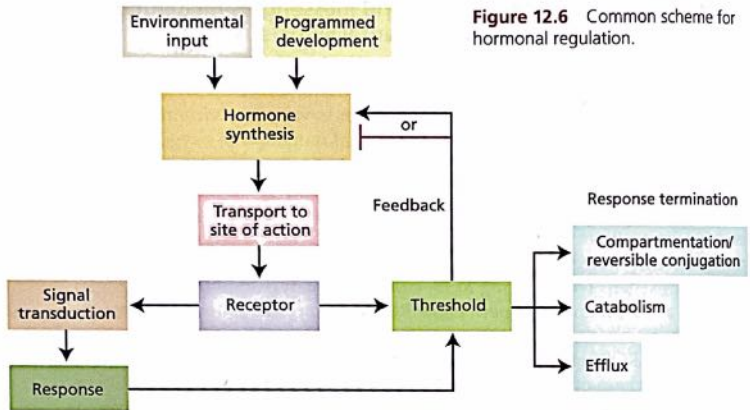 Figure 12.6 Common scheme for
hormonal regulation.
Environmental
input
Programmed
development
Hormone
synthesis
or
Transport to
site of action
Feedback
Response termination
Compartmentation/
reversible conjugation
Signal
transduction
Receptor
Threshold
Catabolism
Efflux
Response